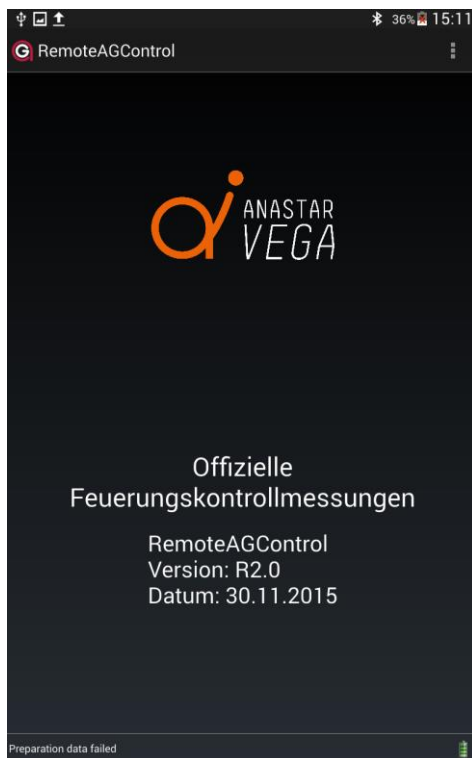 36% 15:11
RemoteAGControl
ANASTAR
VEGA
Offizielle
Feuerungskontrollmessungen
RemoteAGControl
Version: R2.0
Datum: 30.11.2015
Preparation data failed